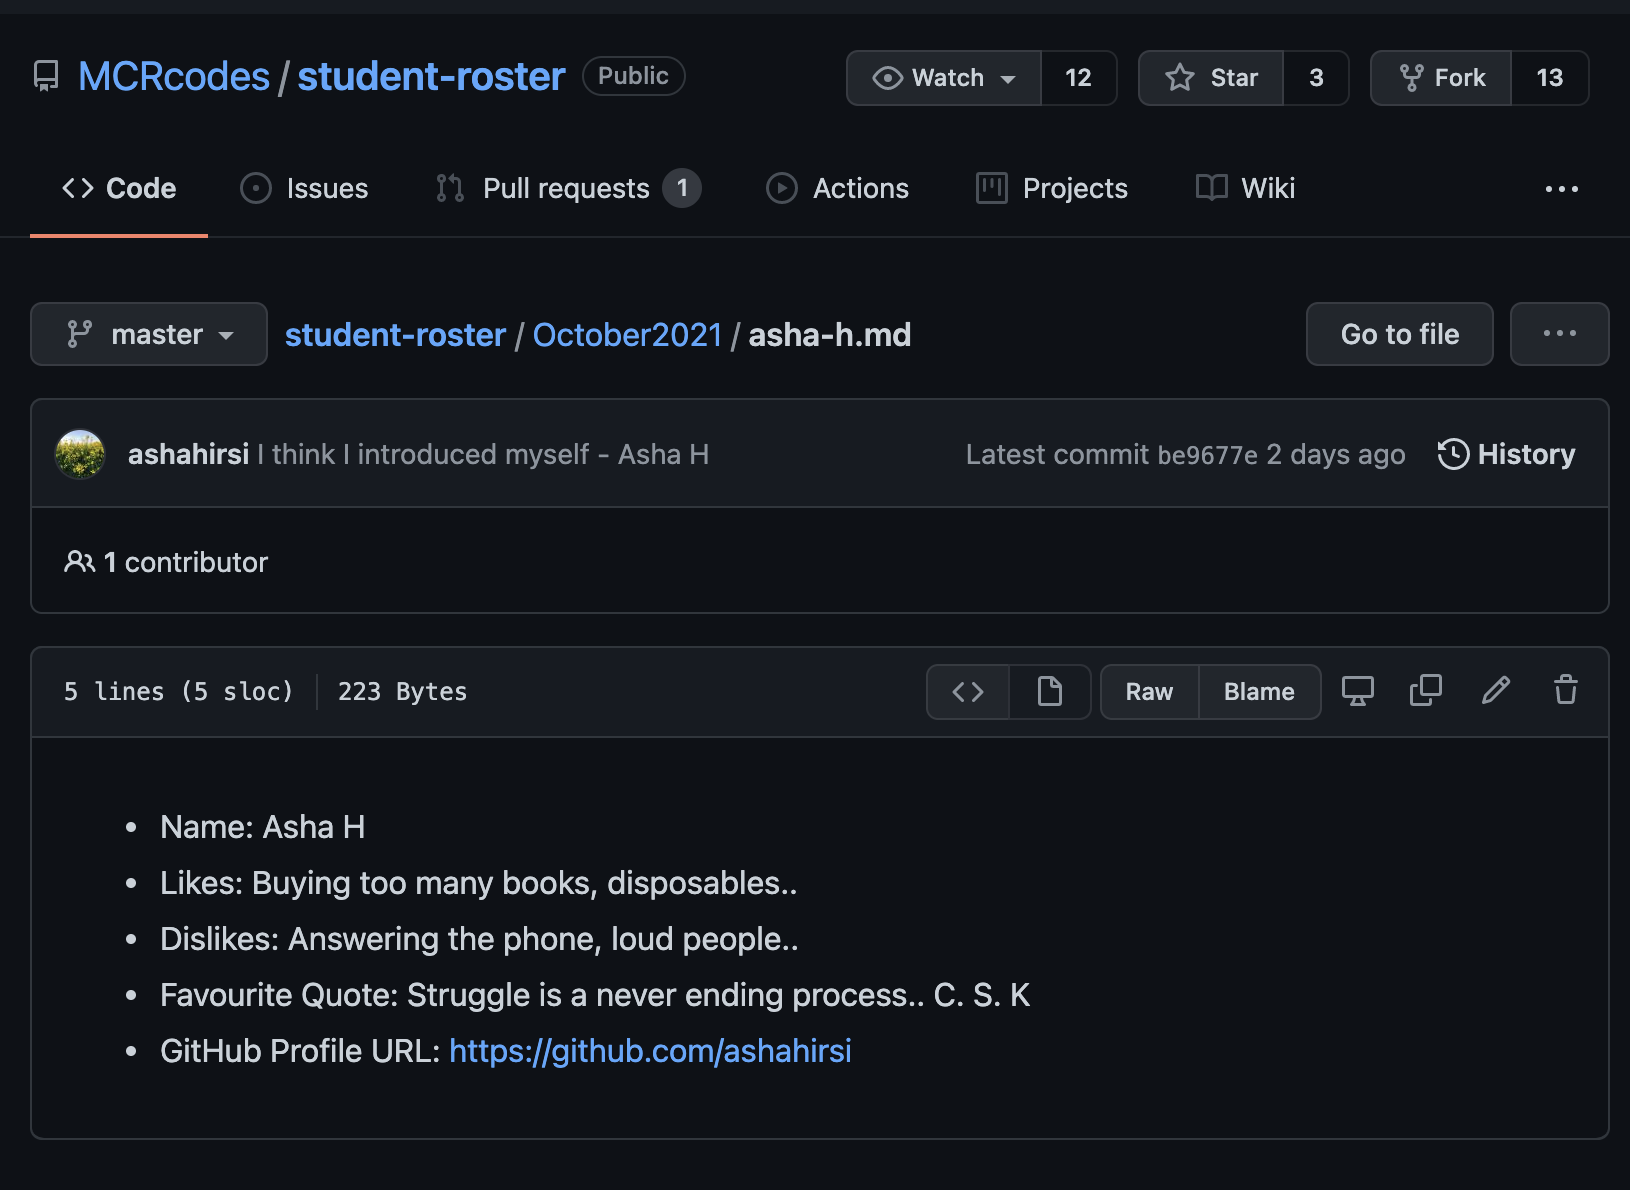 MCRcodes / student-roster Public Watch 12 Star 3 Fork 13
Code Issues Pull requests 1 Actions Projects Wiki ...
master student-roster / October2021 / asha-h.md Go to file ...
ashahirsi I think I introduced myself - Asha H Latest commit be9677e 2 days ago History
1 contributor
5 lines (5 sloc) 223 Bytes <> Raw Blame
• Name: Asha H
• Likes: Buying too many books, disposables..
• Dislikes: Answering the phone, loud people..
• Favourite Quote: Struggle is a never ending process.. C. S. K
• GitHub Profile URL: https://github.com/ashahirsi